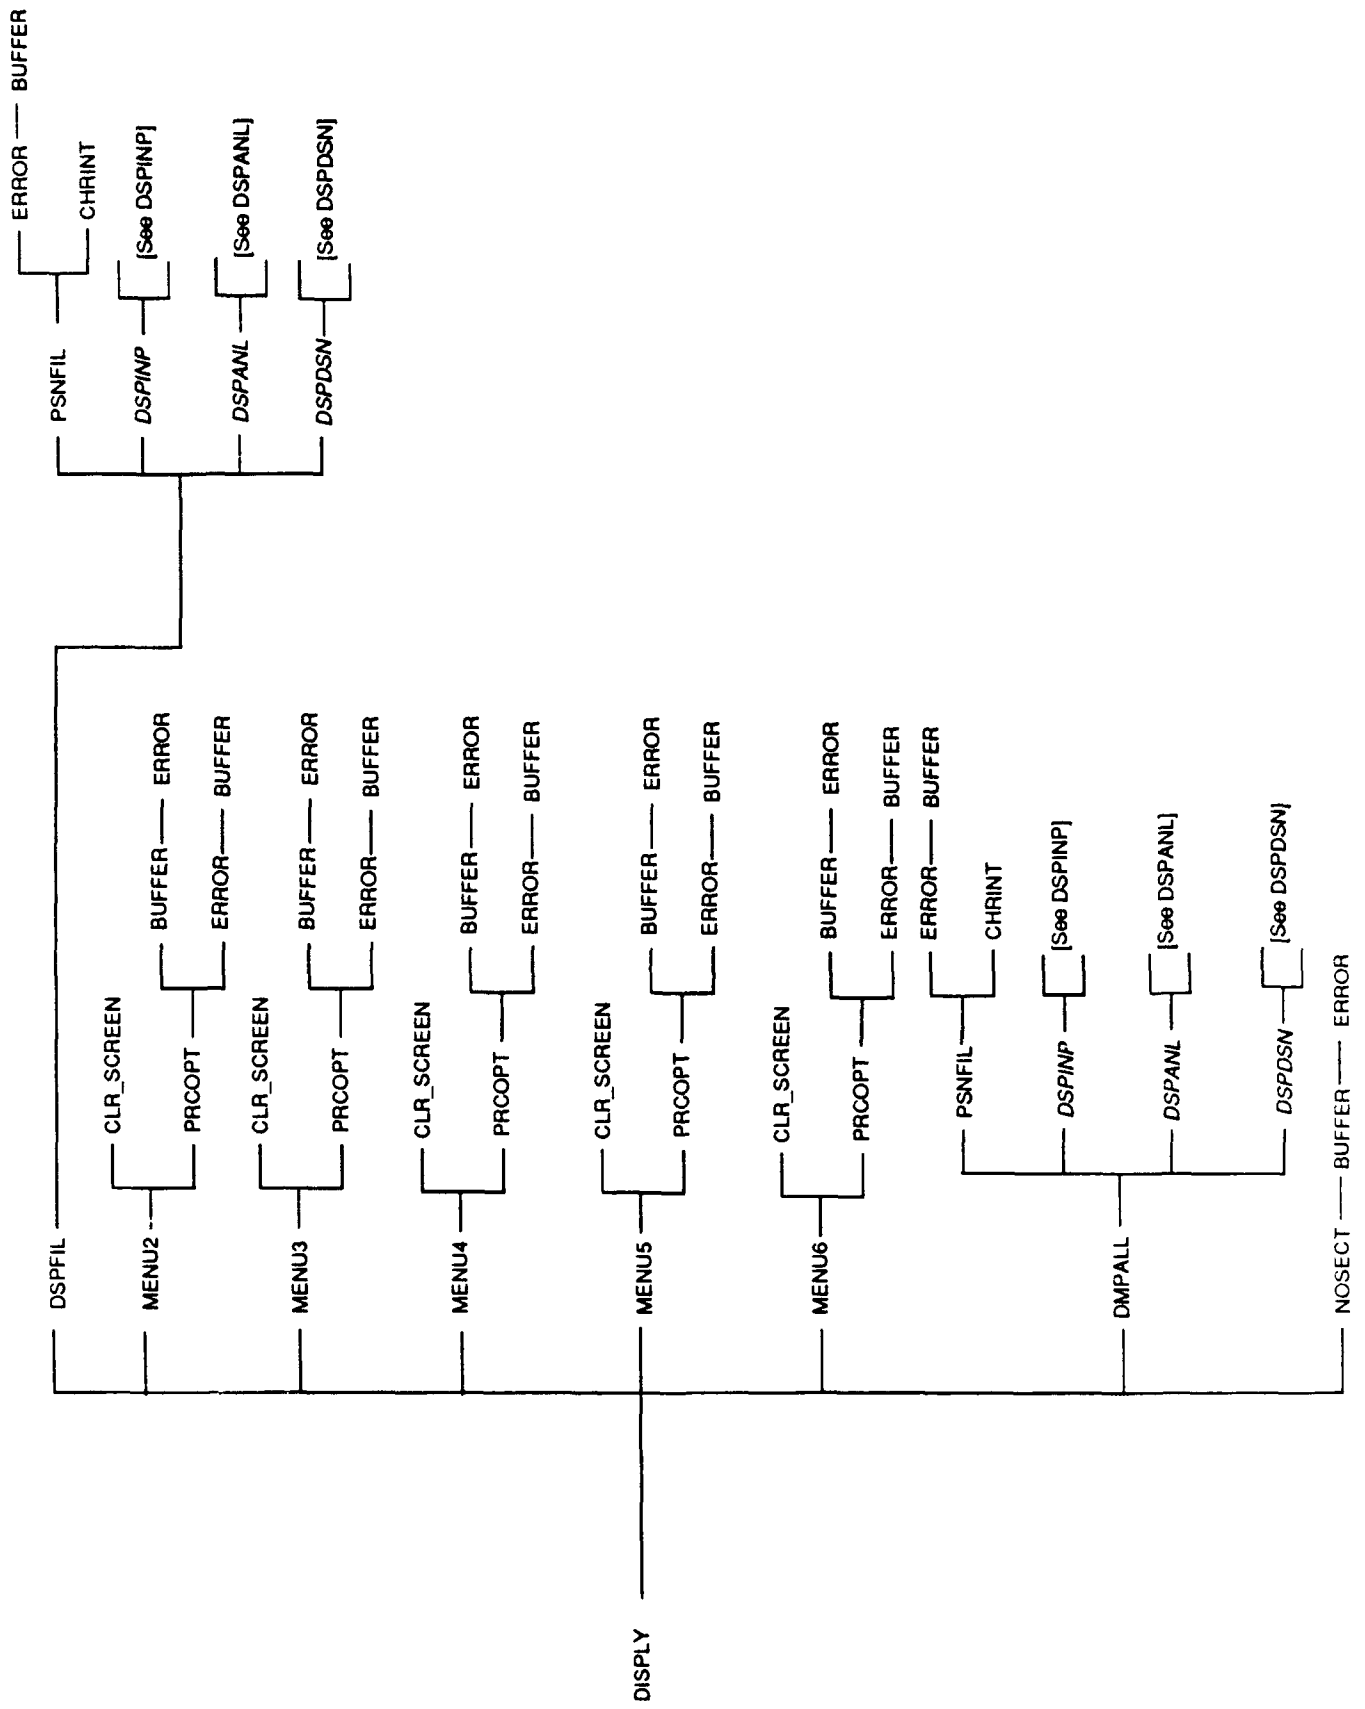 DISPLY
DSPFIL
PSNFIL
ERROR — BUFFER
CHRINT
DSPINP
[See DSPINP]
DSPANL
[See DSPANL]
DSPDSN
[See DSPDSN]
MENU2
CLR_SCREEN
PRCOPT
BUFFER — ERROR
ERROR — BUFFER
MENU3
CLR_SCREEN
PRCOPT
BUFFER — ERROR
ERROR — BUFFER
MENU4
CLR_SCREEN
PRCOPT
BUFFER — ERROR
ERROR — BUFFER
MENU5
CLR_SCREEN
PRCOPT
BUFFER — ERROR
ERROR — BUFFER
MENU6
CLR_SCREEN
PRCOPT
BUFFER — ERROR
ERROR — BUFFER
DMPALL
PSNFIL
ERROR — BUFFER
CHRINT
DSPINP
[See DSPINP]
DSPANL
[See DSPANL]
DSPDSN
[See DSPDSN]
NOSECT — BUFFER — ERROR